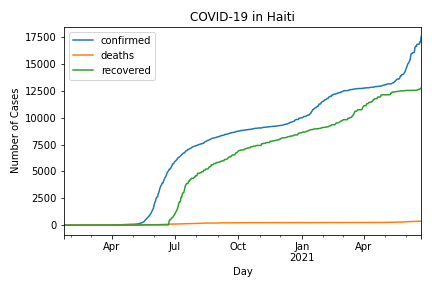 COVID-19 in Haiti
confirmed
deaths
recovered
17500
15000
12500
10000
7500
5000
2500
0
Number of Cases
Apr
Jul
Oct
Jan
2021
Apr
Day